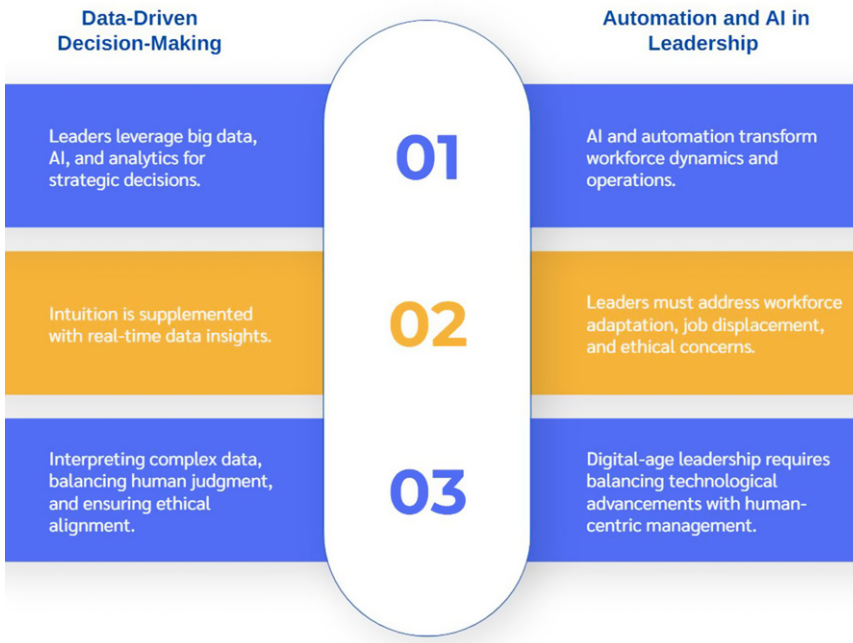 Data-Driven
Decision-Making
Automation and AI in
Leadership
Leaders leverage big data,
AI, and analytics for
strategic decisions.
01
AI and automation transform
workforce dynamics and
operations.
Intuition is supplemented
with real-time data insights.
02
Leaders must address workforce
adaptation, job displacement,
and ethical concerns.
Interpreting complex data,
balancing human judgment,
and ensuring ethical
alignment.
03
Digital-age leadership requires
balancing technological
advancements with human-
centric management.